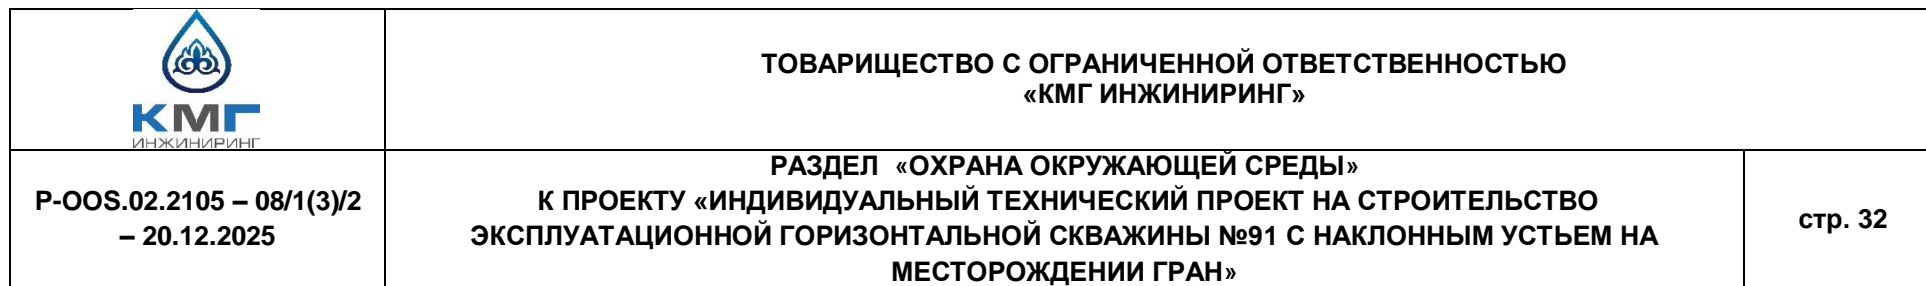 КМГ
ИНЖИНИРИНГ
ТОВАРИЩЕСТВО С ОГРАНИЧЕННОЙ ОТВЕТСТВЕННОСТЬЮ
«КМГ ИНЖИНИРИНГ»
P-OOS.02.2105 – 08/1(3)/2
– 20.12.2025
РАЗДЕЛ «ОХРАНА ОКРУЖАЮЩЕЙ СРЕДЫ»
К ПРОЕКТУ «ИНДИВИДУАЛЬНЫЙ ТЕХНИЧЕСКИЙ ПРОЕКТ НА СТРОИТЕЛЬСТВО
ЭКСПЛУАТАЦИОННОЙ ГОРИЗОНТАЛЬНОЙ СКВАЖИНЫ №91 С НАКЛОННЫМ УСТЬЕМ НА
МЕСТОРОЖДЕНИИ ГРАН»
стр. 32